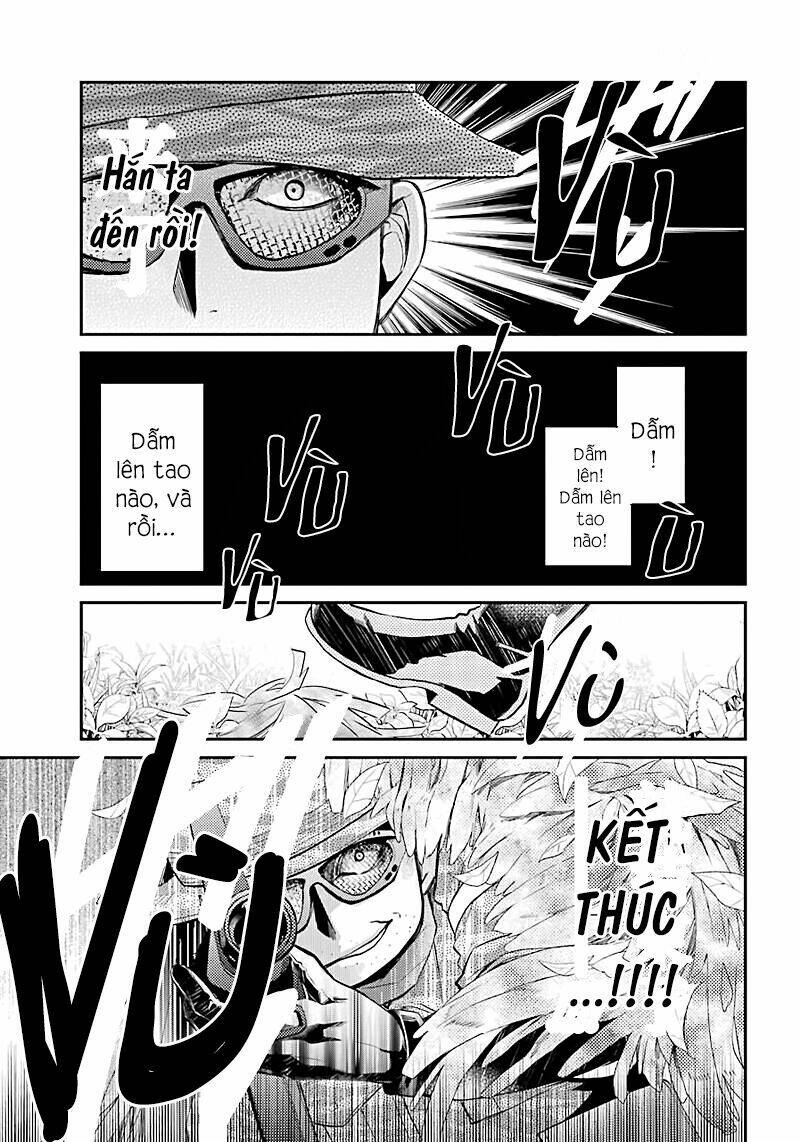 Vù
Hắn ta
đến rồi!
Dẫm
!
Dẫm
lên!
Dẫm lên
tao
nào!
Vù
Vù
Vù
Vù
Dẫm
lên tao
nào, và
rồi...
Vù
KẾT
THÚC
...!!!!
Vù
Vù